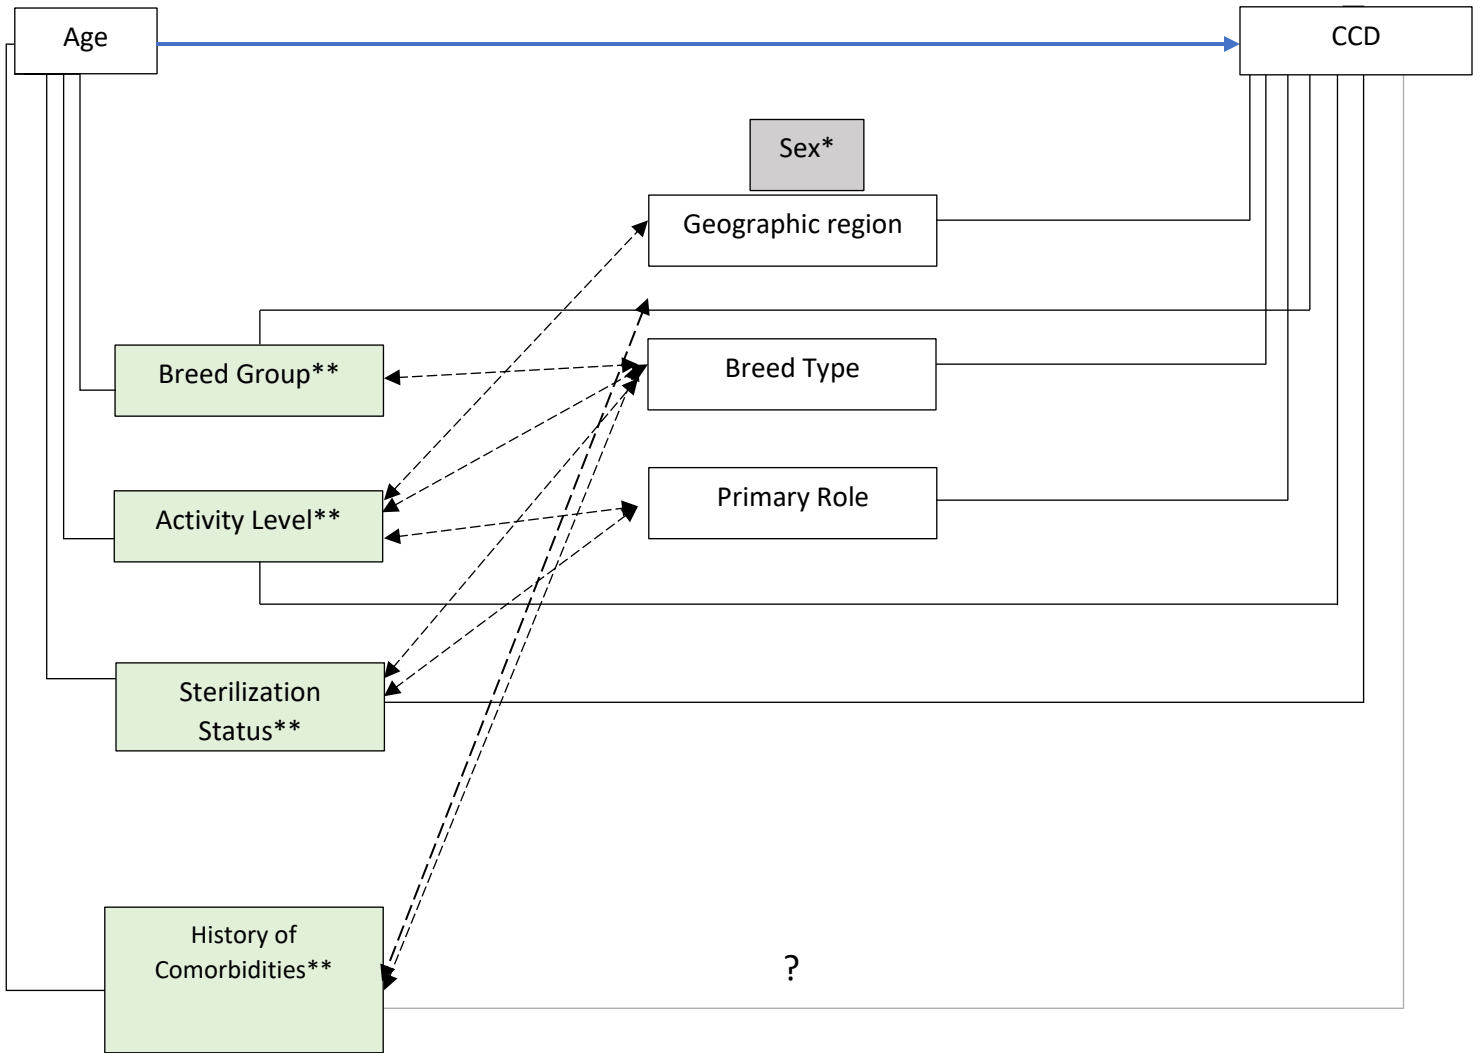 Age
CCD
Sex*
Geographic region
Breed Group**
Breed Type
Activity Level**
Primary Role
Sterilization
Status**
History of
Comorbidities**
?